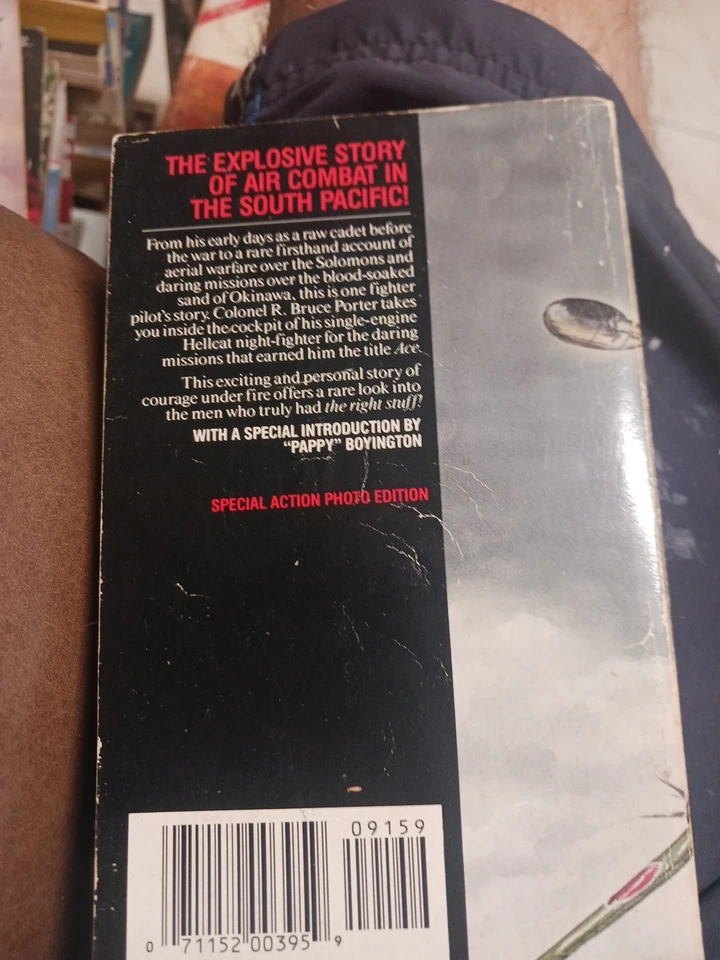 THE EXPLOSIVE STORY
OF AIR COMBAT IN
THE SOUTH PACIFIC!
From his early days as a raw cadet before
the war to a rare firsthand account of
aerial warfare over the Solomons and
daring missions over the blood-soaked
sand of Okinawa, this is one fighter
pilot's story. Colonel R. Bruce Porter takes
you inside the cockpit of his single-engine
Hellcat night-fighter for the daring
missions that earned him the title Ace.
This exciting and personal story of
courage under fire offers a rare look into
the men who truly had the right stuff!
WITH A SPECIAL INTRODUCTION BY
"PAPPY" BOYINGTON
SPECIAL ACTION PHOTO EDITION
09159
0 71152 00395 9